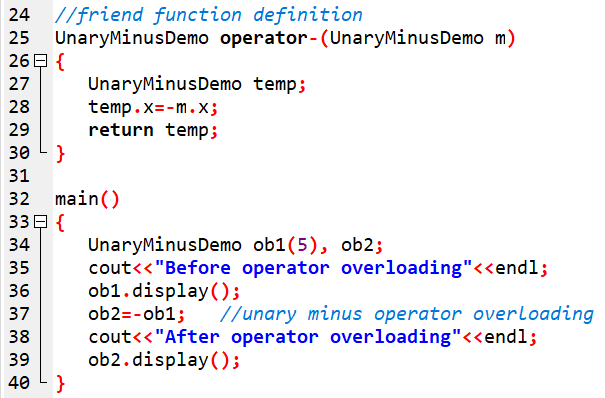 24 //friend function definition
25 UnaryMinusDemo operator-(UnaryMinusDemo m)
26 {
27 UnaryMinusDemo temp;
28 temp.x=-m.x;
29 return temp;
30 }
31
32 main()
33 {
34 UnaryMinusDemo ob1(5), ob2;
35 cout<<"Before operator overloading"<<endl;
36 ob1.display();
37 ob2=-ob1; //unary minus operator overloading
38 cout<<"After operator overloading"<<endl;
39 ob2.display();
40 }